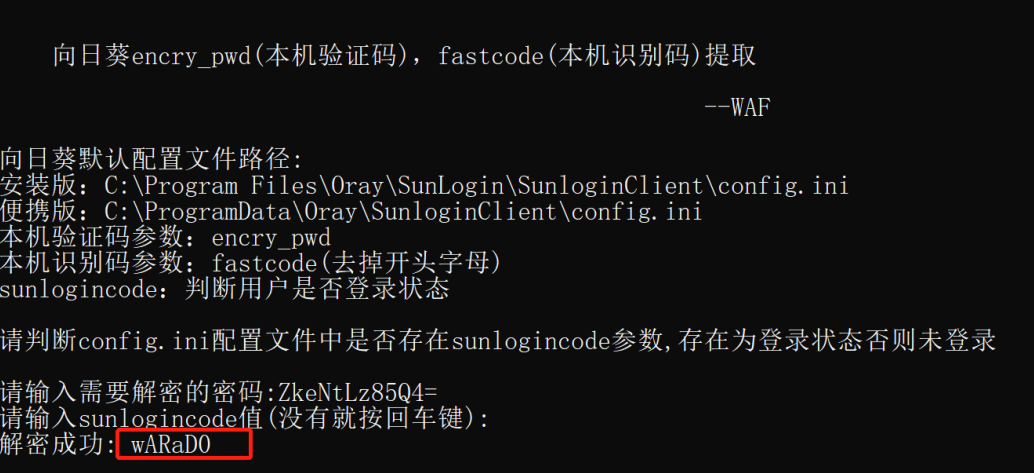 向日葵encry_pwd(本机验证码), fastcode(本机识别码)提取
--WAF
向日葵默认配置文件路径:
安装版: C:\Program Files\Oray\SunLogin\SunloginClient\config.ini
便携版: C:\ProgramData\Oray\SunloginClient\config.ini
本机验证码参数: encry_pwd
本机识别码参数: fastcode(去掉开头字母)
sunlogincode: 判断用户是否登录状态
请判断config.ini配置文件中是否存在sunlogincode参数,存在为登录状态否则未登录
请输入需要解密的密码:ZkeNtLz85Q4=
请输入sunlogincode值(没有就按回车键):
解密成功: wARaD0